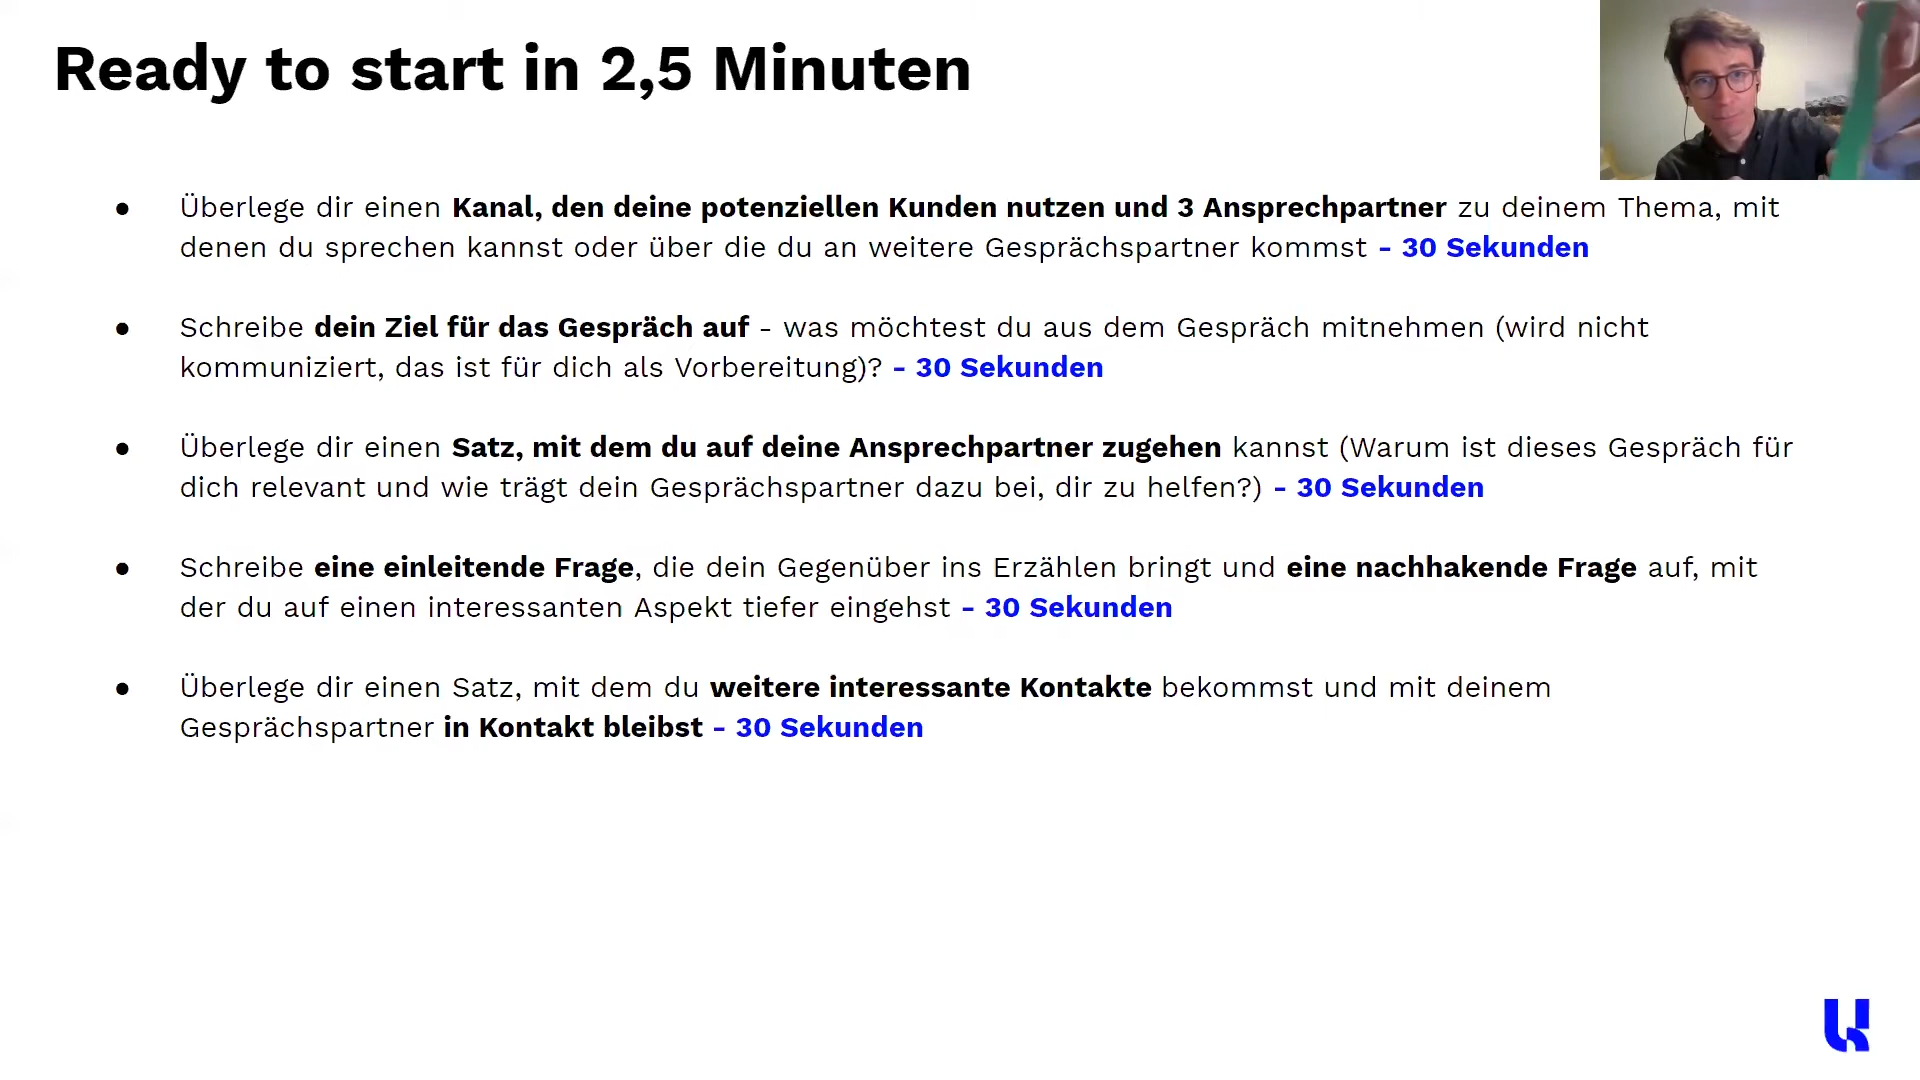 Ready to start in 2,5 Minuten
● Überlege dir einen Kanal, den deine potenziellen Kunden nutzen und 3 Ansprechpartner zu deinem Thema, mit
denen du sprechen kannst oder über die du an weitere Gesprächspartner kommst - 30 Sekunden
● Schreibe dein Ziel für das Gespräch auf - was möchtest du aus dem Gespräch mitnehmen (wird nicht
kommuniziert, das ist für dich als Vorbereitung)? - 30 Sekunden
● Überlege dir einen Satz, mit dem du auf deine Ansprechpartner zugehen kannst (Warum ist dieses Gespräch für
dich relevant und wie trägt dein Gesprächspartner dazu bei, dir zu helfen?) - 30 Sekunden
● Schreibe eine einleitende Frage, die dein Gegenüber ins Erzählen bringt und eine nachhakende Frage auf, mit
der du auf einen interessanten Aspekt tiefer eingehst - 30 Sekunden
● Überlege dir einen Satz, mit dem du weitere interessante Kontakte bekommst und mit deinem
Gesprächspartner in Kontakt bleibst - 30 Sekunden